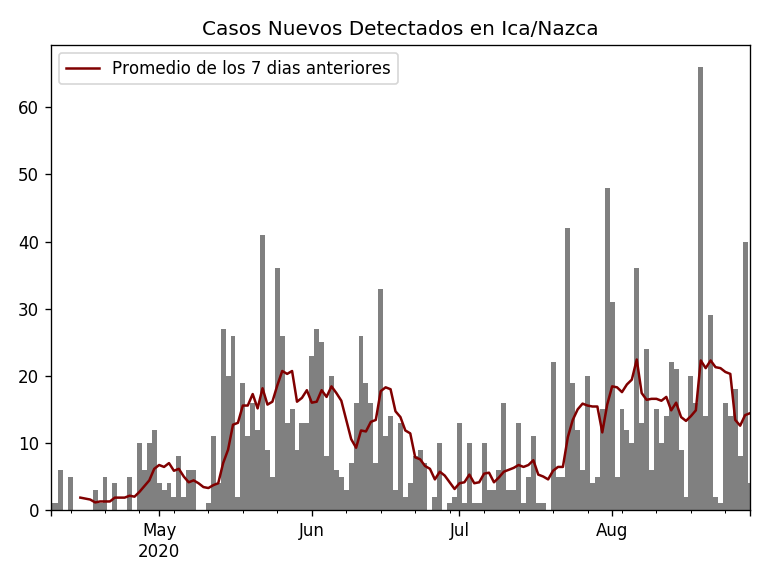 Casos Nuevos Detectados en Ica/Nazca
Promedio de los 7 dias anteriores
60
50
40
30
20
10
0
May
2020
Jun
Jul
Aug